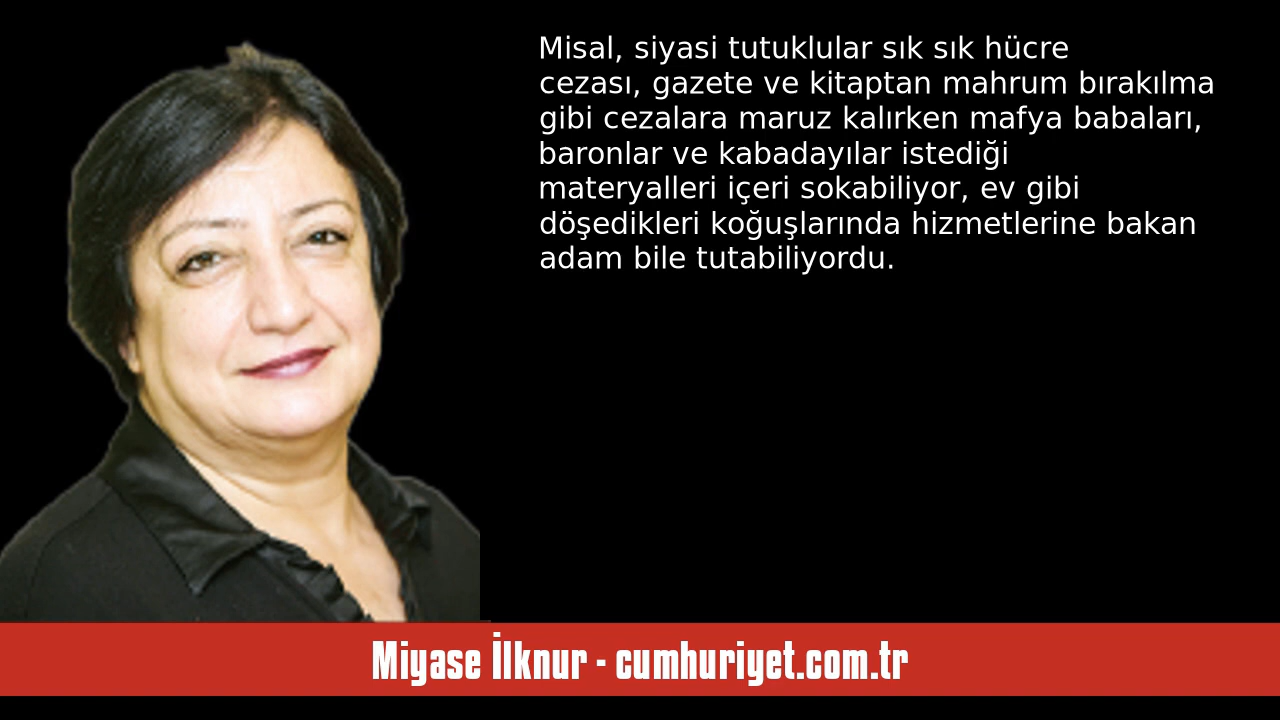 Misal, siyasi tutuklular sık sık hücre
cezası, gazete ve kitaptan mahrum bırakılma
gibi cezalara maruz kalırken mafya babaları,
baronlar ve kabadayılar istediği
materyalleri içeri sokabiliyor, ev gibi
döşedikleri koğuşlarında hizmetlerine bakan
adam bile tutabiliyordu.
Miyase İlknur - cumhuriyet.com.tr